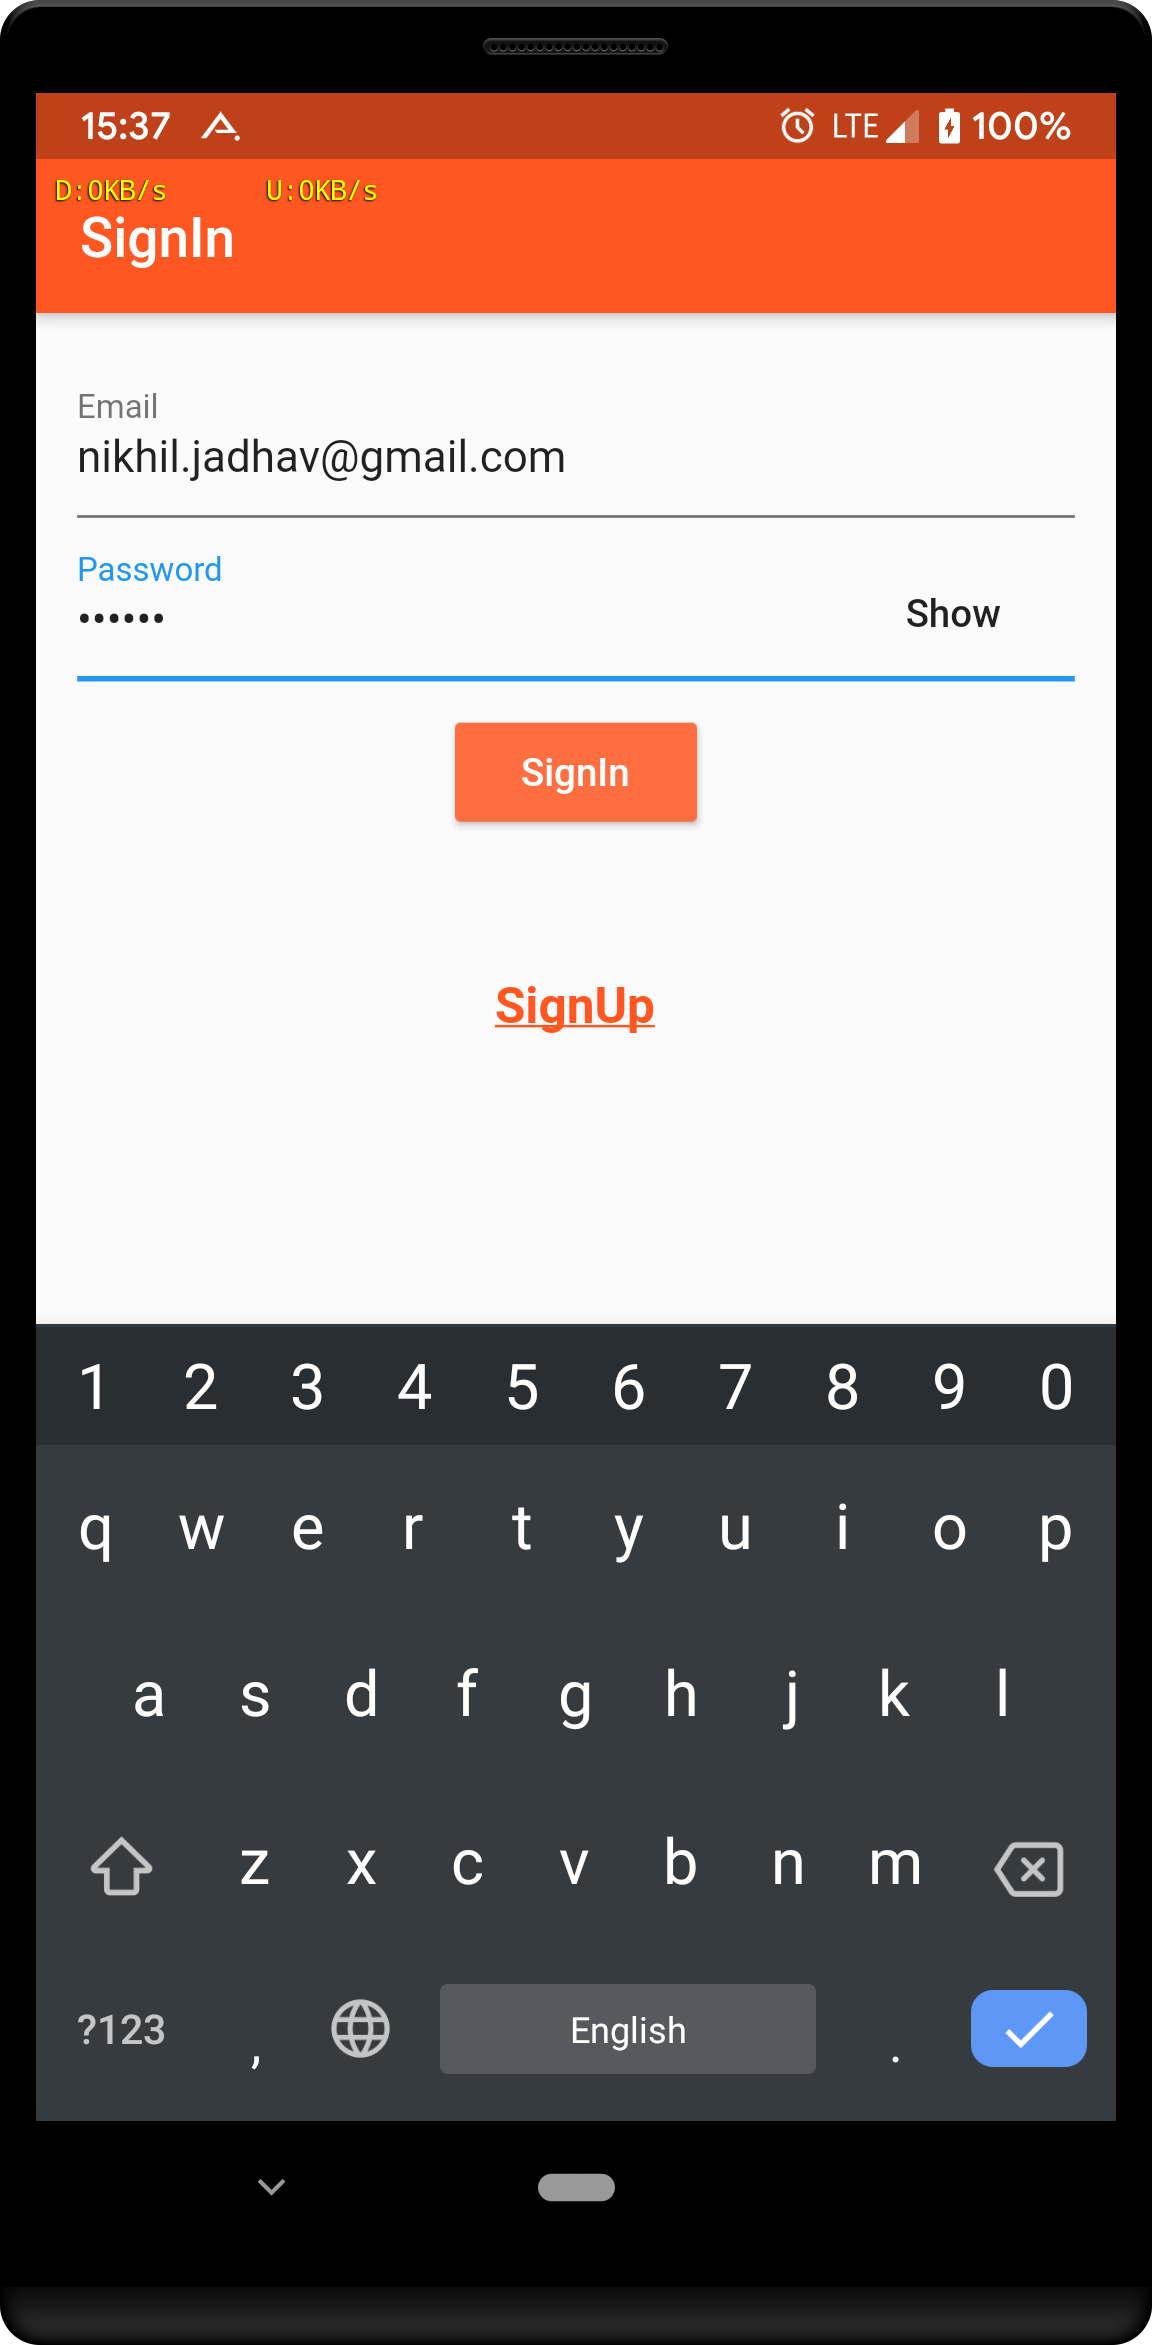 15:37 LTE 100%
D:0KB/s U:0KB/s
SignIn
Email
nikhil.jadhav@gmail.com
Password
•••••• Show
SignIn
SignUp
1 2 3 4 5 6 7 8 9 0
q w e r t y u i o p
a s d f g h j k l
z x c v b n m
?123 , English .